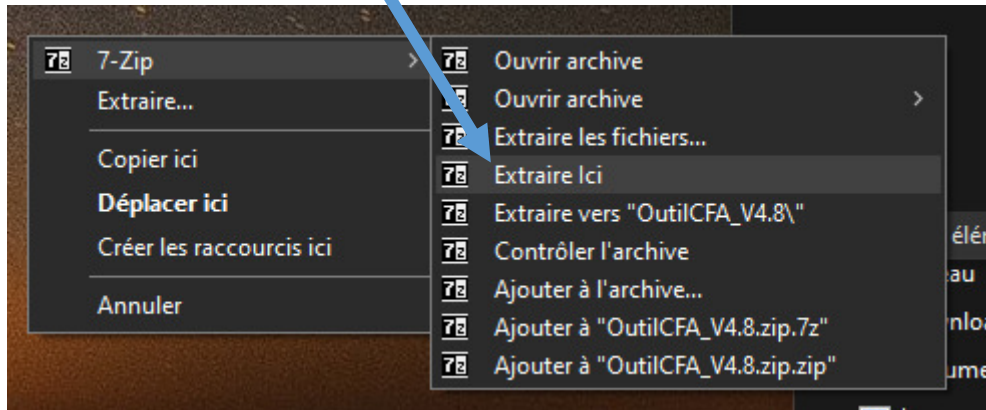 7-Zip
Extraire...
Copier ici
Déplacer ici
Créer les raccourcis ici
Annuler
Ouvrir archive
Ouvrir archive
Extraire les fichiers...
Extraire Ici
Extraire vers "OutilCFA_V4.8\"
Contrôler l'archive
Ajouter à l'archive...
Ajouter à "OutilCFA_V4.8.zip.7z"
Ajouter à "OutilCFA_V4.8.zip.zip"